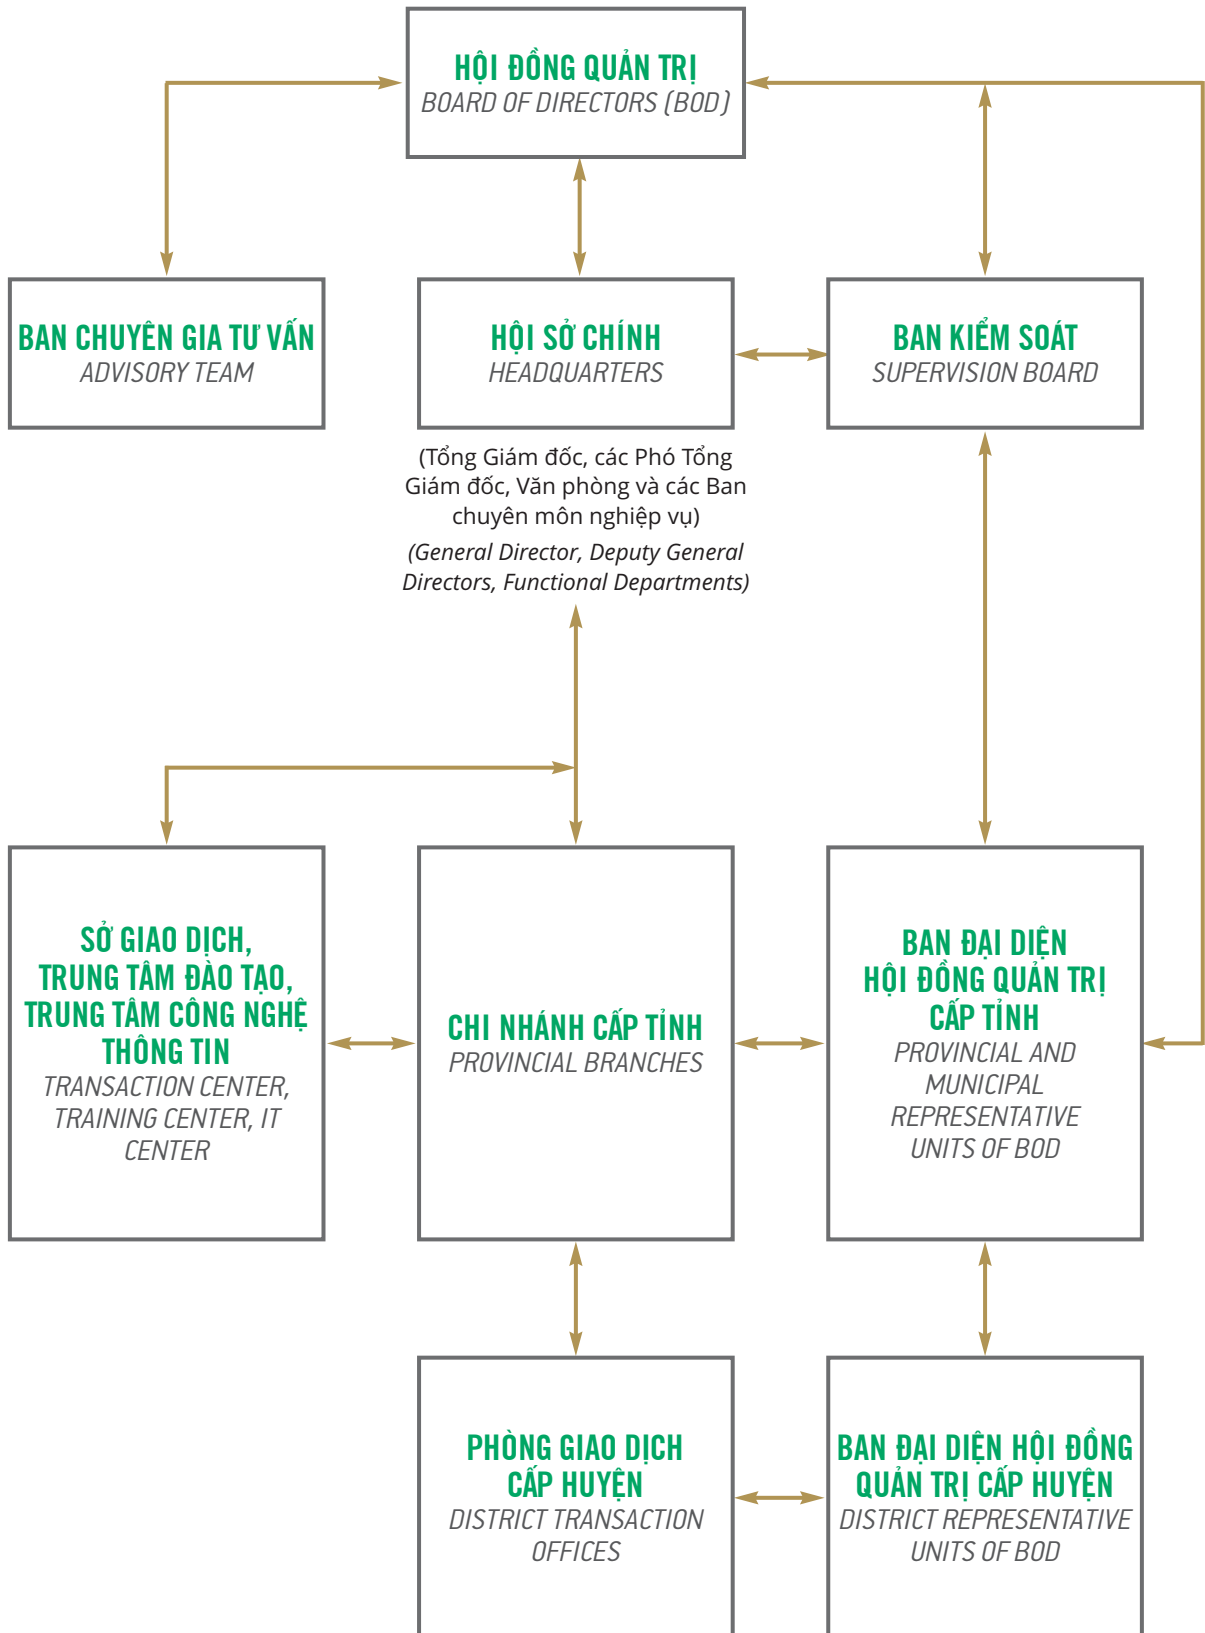 HỘI ĐỒNG QUẢN TRỊ
BOARD OF DIRECTORS (BOD)
BAN CHUYÊN GIA TƯ VẤN
ADVISORY TEAM
HỘI SỞ CHÍNH
HEADQUARTERS
BAN KIỂM SOÁT
SUPERVISION BOARD
(Tổng Giám đốc, các Phó Tổng
Giám đốc, Văn phòng và các Ban
chuyên môn nghiệp vụ)
(General Director, Deputy General
Directors, Functional Departments)
SỞ GIAO DỊCH,
TRUNG TÂM ĐÀO TẠO,
TRUNG TÂM CÔNG NGHỆ
THÔNG TIN
TRANSACTION CENTER,
TRAINING CENTER, IT
CENTER
CHI NHÁNH CẤP TỈNH
PROVINCIAL BRANCHES
BAN ĐẠI DIỆN
HỘI ĐỒNG QUẢN TRỊ
CẤP TỈNH
PROVINCIAL AND
MUNICIPAL
REPRESENTATIVE
UNITS OF BOD
PHÒNG GIAO DỊCH
CẤP HUYỆN
DISTRICT TRANSACTION
OFFICES
BAN ĐẠI DIỆN HỘI ĐỒNG
QUẢN TRỊ CẤP HUYỆN
DISTRICT REPRESENTATIVE
UNITS OF BOD